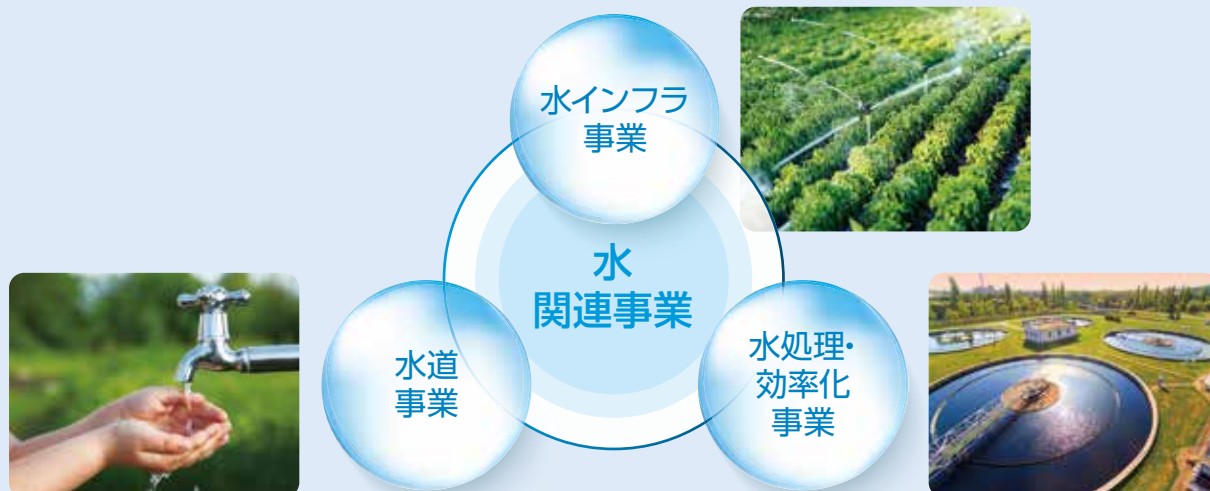 水インフラ
事業
水
関連事業
水道
事業
水処理・
効率化
事業